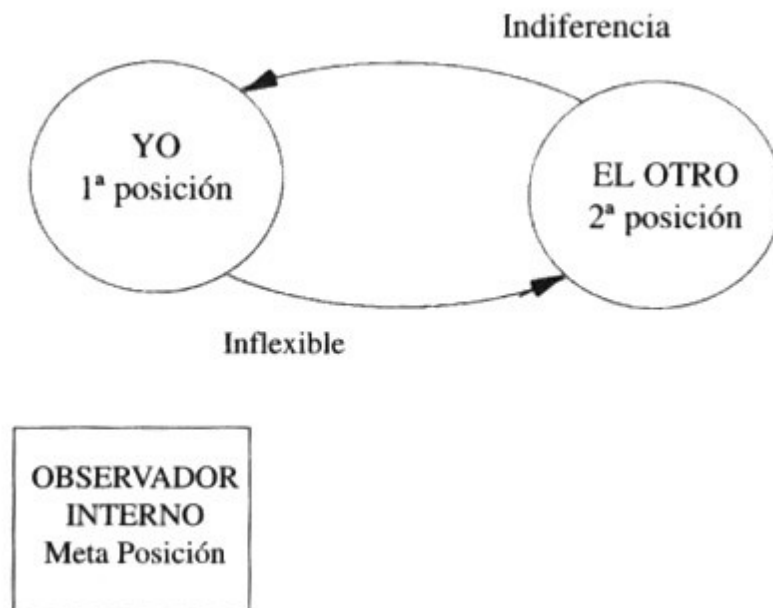 Indiferencia
YO
1ª posición
EL OTRO
2ª posición
Inflexible
OBSERVADOR
INTERNO
Meta Posición